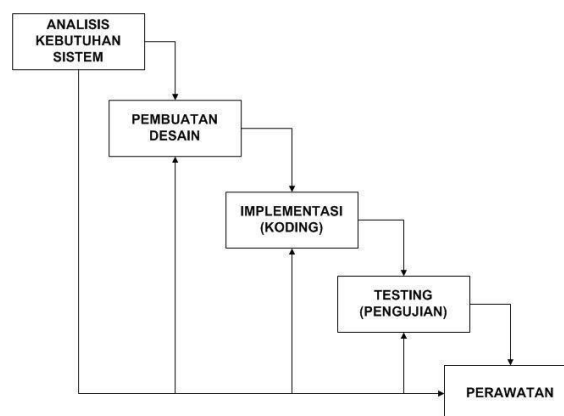 ANALISIS
KEBUTUHAN
SISTEM
PEMBUATAN
DESAIN
IMPLEMENTASI
(KODING)
TESTING
(PENGUJIAN)
PERAWATAN